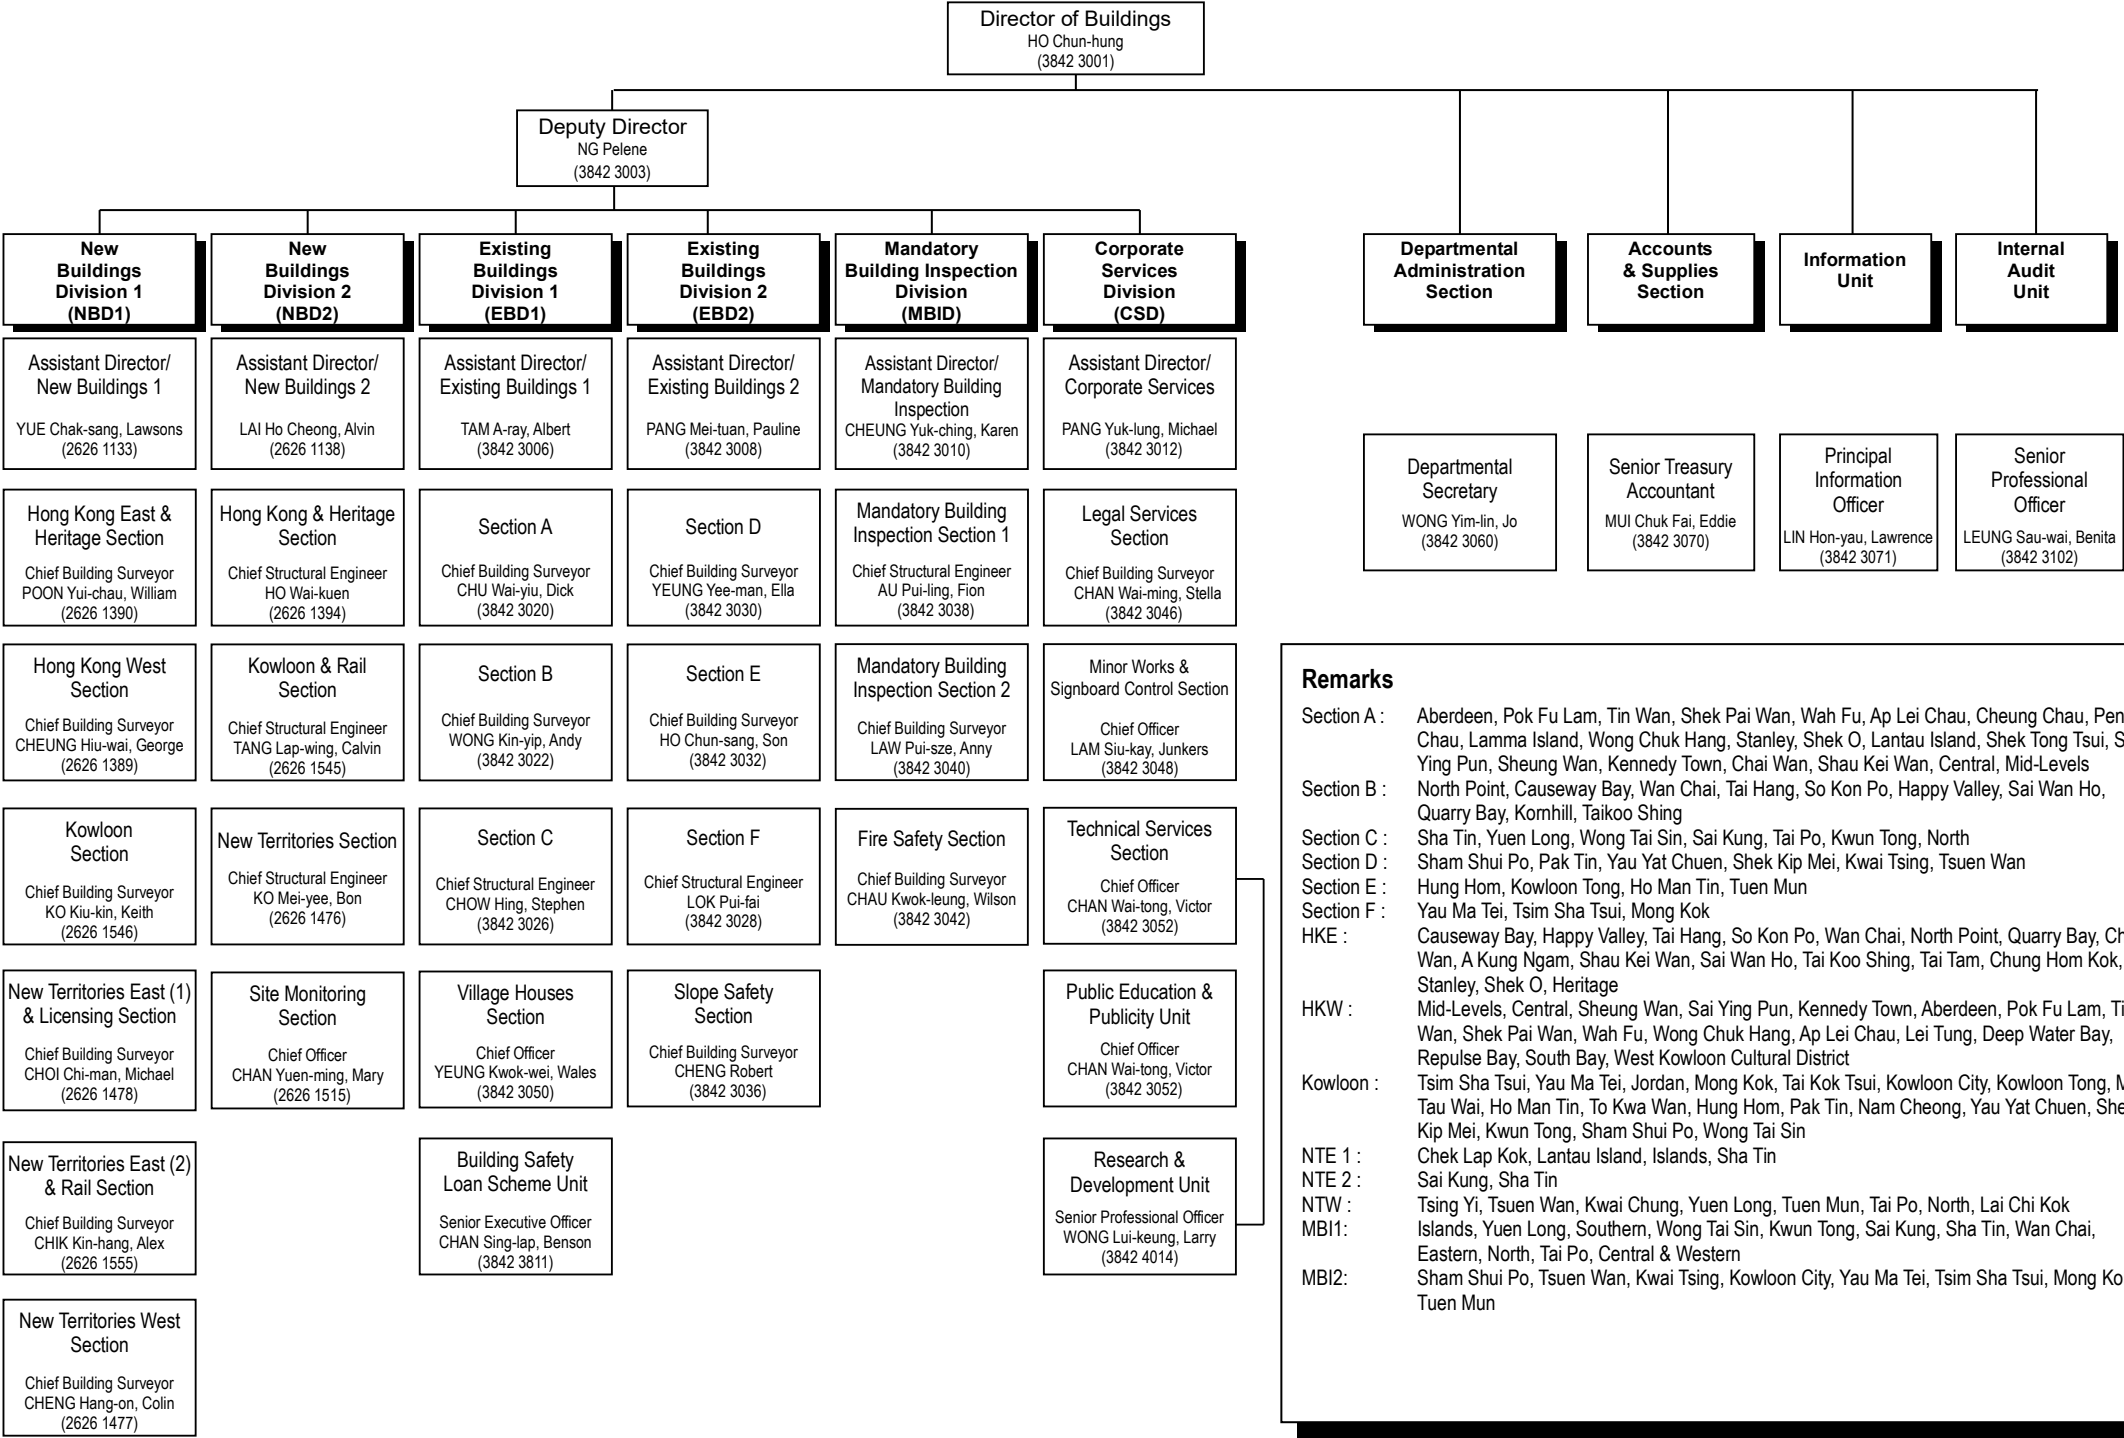 Director of Buildings
HO Chun-hung
(3842 3001)
Deputy Director
NG Pelene
(3842 3003)
New
Buildings
Division 1
(NBD1)
New
Buildings
Division 2
(NBD2)
Existing
Buildings
Division 1
(EBD1)
Existing
Buildings
Division 2
(EBD2)
Mandatory
Building Inspection
Division
(MBID)
Corporate
Services
Division
(CSD)
Departmental
Administration
Section
Accounts
& Supplies
Section
Information
Unit
Internal
Audit
Unit
Assistant Director/
New Buildings 1
YUE Chak-sang, Lawsons
(2626 1133)
Assistant Director/
New Buildings 2
LAI Ho Cheong, Alvin
(2626 1138)
Assistant Director/
Existing Buildings 1
TAM A-ray, Albert
(3842 3006)
Assistant Director/
Existing Buildings 2
PANG Mei-tuan, Pauline
(3842 3008)
Assistant Director/
Mandatory Building
Inspection
CHEUNG Yuk-ching, Karen
(3842 3010)
Assistant Director/
Corporate Services
PANG Yuk-lung, Michael
(3842 3012)
Departmental
Secretary
WONG Yim-lin, Jo
(3842 3060)
Senior Treasury
Accountant
MUI Chuk Fai, Eddie
(3842 3070)
Principal
Information
Officer
LIN Hon-yau, Lawrence
(3842 3071)
Senior
Professional
Officer
LEUNG Sau-wai, Benita
(3842 3102)
Hong Kong East &
Heritage Section
Chief Building Surveyor
POON Yui-chau, William
(2626 1390)
Hong Kong & Heritage
Section
Chief Structural Engineer
HO Wai-kuen
(2626 1394)
Section A
Chief Building Surveyor
CHU Wai-yiu, Dick
(3842 3020)
Section D
Chief Building Surveyor
YEUNG Yee-man, Ella
(3842 3030)
Mandatory Building
Inspection Section 1
Chief Structural Engineer
AU Pui-ling, Fion
(3842 3038)
Legal Services
Section
Chief Building Surveyor
CHAN Wai-ming, Stella
(3842 3046)
Hong Kong West
Section
Chief Building Surveyor
CHEUNG Hiu-wai, George
(2626 1389)
Kowloon & Rail
Section
Chief Structural Engineer
TANG Lap-wing, Calvin
(2626 1545)
Section B
Chief Building Surveyor
WONG Kin-yip, Andy
(3842 3022)
Section E
Chief Building Surveyor
HO Chun-sang, Son
(3842 3032)
Mandatory Building
Inspection Section 2
Chief Building Surveyor
LAW Pui-sze, Anny
(3842 3040)
Minor Works &
Signboard Control Section
Chief Officer
LAM Siu-kay, Junkers
(3842 3048)
Kowloon
Section
Chief Building Surveyor
KO Kiu-kin, Keith
(2626 1546)
New Territories Section
Chief Structural Engineer
KO Mei-yee, Bon
(2626 1476)
Section C
Chief Structural Engineer
CHOW Hing, Stephen
(3842 3026)
Section F
Chief Structural Engineer
LOK Pui-fai
(3842 3028)
Fire Safety Section
Chief Building Surveyor
CHAU Kwok-leung, Wilson
(3842 3042)
Technical Services
Section
Chief Officer
CHAN Wai-tong, Victor
(3842 3052)
New Territories East (1)
& Licensing Section
Chief Building Surveyor
CHOI Chi-man, Michael
(2626 1478)
Site Monitoring
Section
Chief Officer
CHAN Yuen-ming, Mary
(2626 1515)
Village Houses
Section
Chief Officer
YEUNG Kwok-wei, Wales
(3842 3050)
Slope Safety
Section
Chief Building Surveyor
CHENG Robert
(3842 3036)
Public Education &
Publicity Unit
Chief Officer
CHAN Wai-tong, Victor
(3842 3052)
New Territories East (2)
& Rail Section
Chief Building Surveyor
CHIK Kin-hang, Alex
(2626 1555)
Building Safety
Loan Scheme Unit
Senior Executive Officer
CHAN Sing-lap, Benson
(3842 3811)
Research &
Development Unit
Senior Professional Officer
WONG Lui-keung, Larry
(3842 4014)
New Territories West
Section
Chief Building Surveyor
CHENG Hang-on, Colin
(2626 1477)
Remarks
Section A : Aberdeen, Pok Fu Lam, Tin Wan, Shek Pai Wan, Wah Fu, Ap Lei Chau, Cheung Chau,
Chau, Lamma Island, Wong Chuk Hang, Stanley, Shek O, Lantau Island, Shek Tong Tsui,
Ying Pun, Sheung Wan, Kennedy Town, Chai Wan, Shau Kei Wan, Central, Mid-Levels
Section B : North Point, Causeway Bay, Wan Chai, Tai Hang, So Kon Po, Happy Valley, Sai Wan Ho,
Quarry Bay, Kornhill, Taikoo Shing
Section C : Sha Tin, Yuen Long, Wong Tai Sin, Sai Kung, Tai Po, Kwun Tong, North
Section D : Sham Shui Po, Pak Tin, Yau Yat Chuen, Shek Kip Mei, Kwai Tsing, Tsuen Wan
Section E : Hung Hom, Kowloon Tong, Ho Man Tin, Tuen Mun
Section F : Yau Ma Tei, Tsim Sha Tsui, Mong Kok
HKE : Causeway Bay, Happy Valley, Tai Hang, So Kon Po, Wan Chai, North Point, Quarry Bay,
Wan, A Kung Ngam, Shau Kei Wan, Sai Wan Ho, Tai Koo Shing, Tai Tam, Chung Hom Kok,
Stanley, Shek O, Heritage
HKW : Mid-Levels, Central, Sheung Wan, Sai Ying Pun, Kennedy Town, Aberdeen, Pok Fu Lam,
Wan, Shek Pai Wan, Wah Fu, Wong Chuk Hang, Ap Lei Chau, Lei Tung, Deep Water Bay,
Repulse Bay, South Bay, West Kowloon Cultural District
Kowloon : Tsim Sha Tsui, Yau Ma Tei, Jordan, Mong Kok, Tai Kok Tsui, Kowloon City, Kowloon Tong,
Tau Wai, Ho Man Tin, To Kwa Wan, Hung Hom, Pak Tin, Nam Cheong, Yau Yat Chuen,
Kip Mei, Kwun Tong, Sham Shui Po, Wong Tai Sin
NTE 1 : Chek Lap Kok, Lantau Island, Islands, Sha Tin
NTE 2 : Sai Kung, Sha Tin
NTW : Tsing Yi, Tsuen Wan, Kwai Chung, Yuen Long, Tuen Mun, Tai Po, North, Lai Chi Kok
MBI1: Islands, Yuen Long, Southern, Wong Tai Sin, Kwun Tong, Sai Kung, Sha Tin, Wan Chai,
Eastern, North, Tai Po, Central & Western
MBI2: Sham Shui Po, Tsuen Wan, Kwai Tsing, Kowloon City, Yau Ma Tei, Tsim Sha Tsui, Mong
Tuen Mun